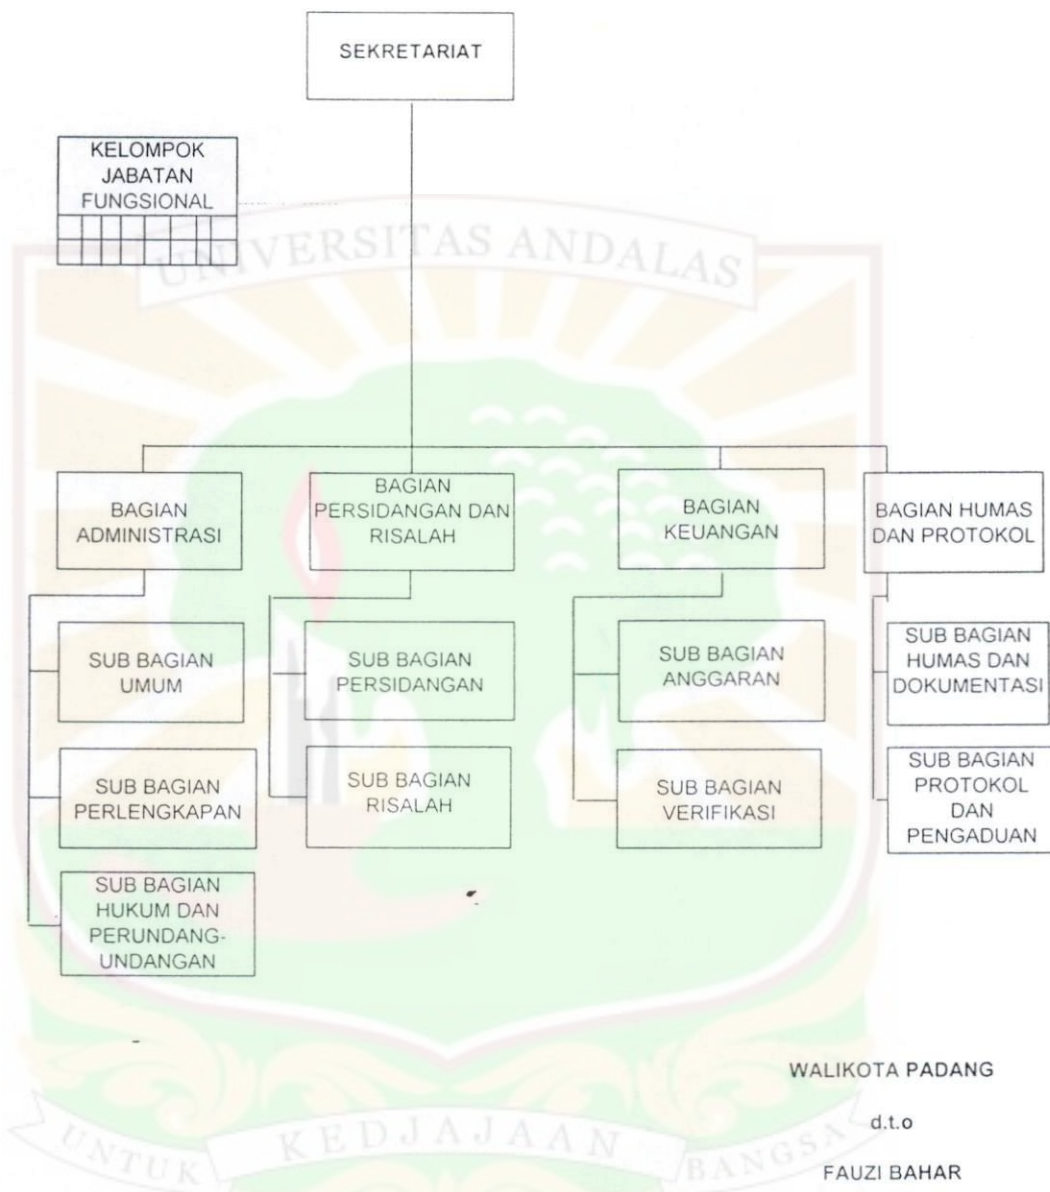 SEKRETARIAT
KELOMPOK
JABATAN
FUNGSIONAL
UNIVERSITAS ANDALAS
BAGIAN
ADMINISTRASI
BAGIAN
PERSIDANGAN DAN
RISALAH
BAGIAN
KEUANGAN
BAGIAN HUMAS
DAN PROTOKOL
SUB BAGIAN
UMUM
SUB BAGIAN
PERSIDANGAN
SUB BAGIAN
ANGGARAN
SUB BAGIAN
HUMAS DAN
DOKUMENTASI
SUB BAGIAN
PERLENGKAPAN
SUB BAGIAN
RISALAH
SUB BAGIAN
VERIFIKASI
SUB BAGIAN
PROTOKOL
DAN
PENGADUAN
SUB BAGIAN
HUKUM DAN
PERUNDANG-
UNDANGAN
WALIKOTA PADANG
d.t.o
FAUZI BAHAR
UNTUK KEDJAJAAN BANGSA